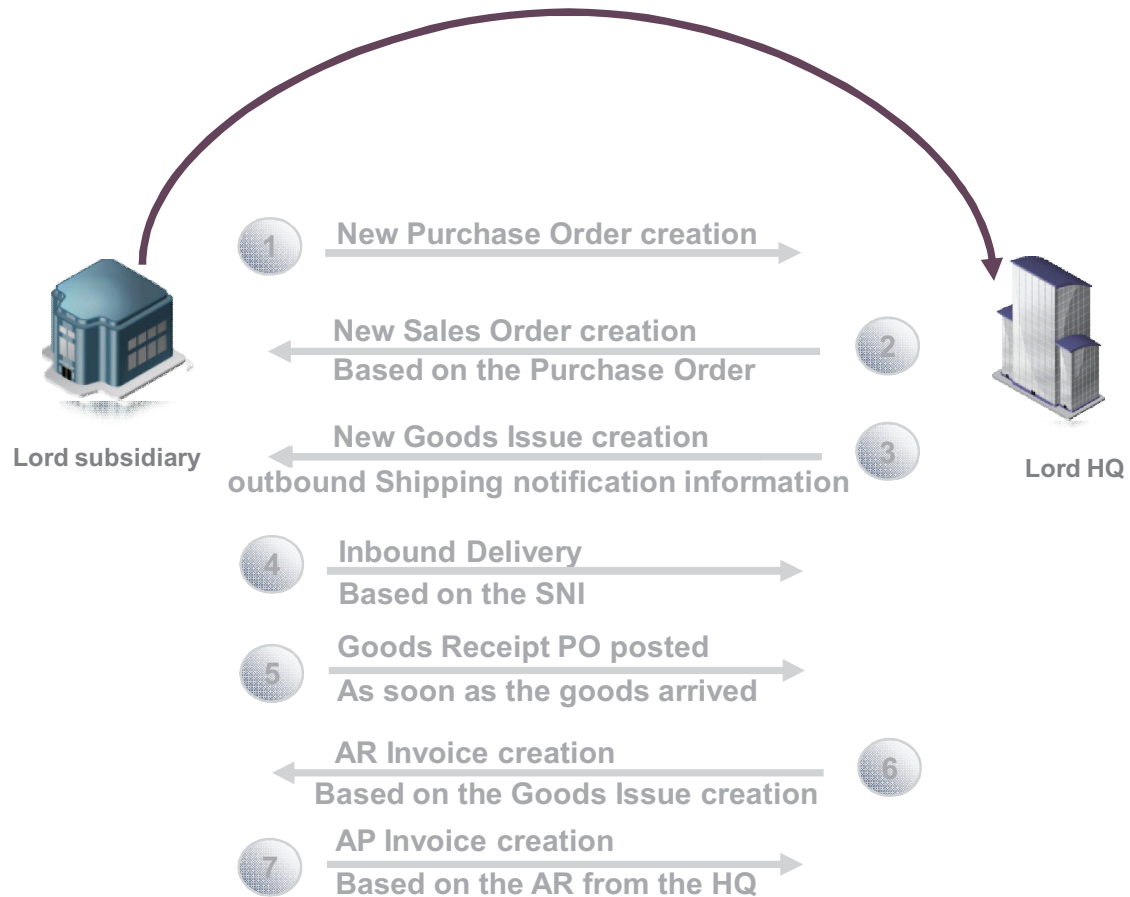 1
New Purchase Order creation
New Sales Order creation
2
Based on the Purchase Order
New Goods Issue creation
3
outbound Shipping notification information
Lord subsidiary
Lord HQ
4
Inbound Delivery
Based on the SNI
5
Goods Receipt PO posted
As soon as the goods arrived
AR Invoice creation
6
Based on the Goods Issue creation
7
AP Invoice creation
Based on the AR from the HQ